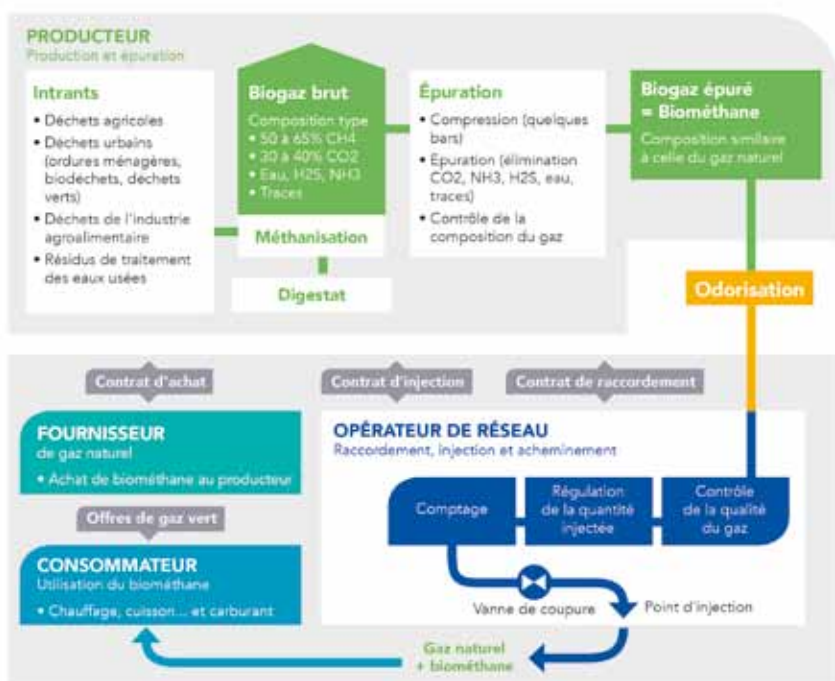 PRODUCTEUR
Production et épuration
Intrants
• Déchets agricoles
• Déchets urbains
(ordures ménagères,
biodéchets, déchets
verts)
• Déchets de l'industrie
agroalimentaire
• Résidus de traitement
des eaux usées
Biogaz brut
Composition type
• 50 à 65% CH4
• 30 à 40% CO2
• Eau, H2S, NH3
• Traces
Méthanisation
Digestat
Épuration
• Compression (quelques
bars)
• Épuration (élimination
CO2, NH3, H2S, eau,
traces)
• Contrôle de la
composition du gaz
Biogaz épuré
= Biométhane
Composition similaire
à celle du gaz naturel
Odorisation
Contrat d'achat
Contrat d'injection
Contrat de raccordement
FOURNISSEUR
de gaz naturel
• Achat de biométhane au producteur
Offres de gaz vert
CONSOMMATEUR
Utilisation du biométhane
• Chauffage, cuisson... et carburant
OPÉRATEUR DE RÉSEAU
Raccordement, injection et acheminement
Comptage
Régulation
de la quantité
injectée
Contrôle
de la qualité
du gaz
Vanne de coupure
Point d'injection
Gaz naturel
+ biométhane